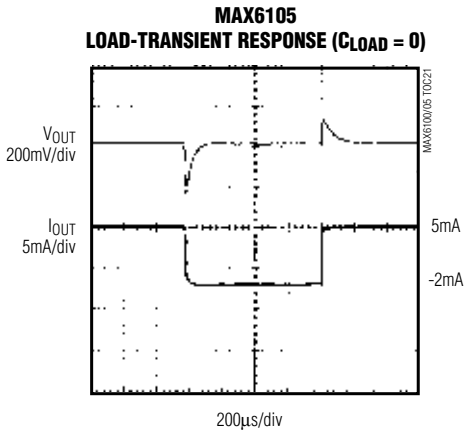 MAX6105
LOAD-TRANSIENT RESPONSE (CLOAD = 0)
MAX6100/05 TOC21
VOUT
200mV/div
IOUT
5mA/div
5mA
-2mA
200µs/div